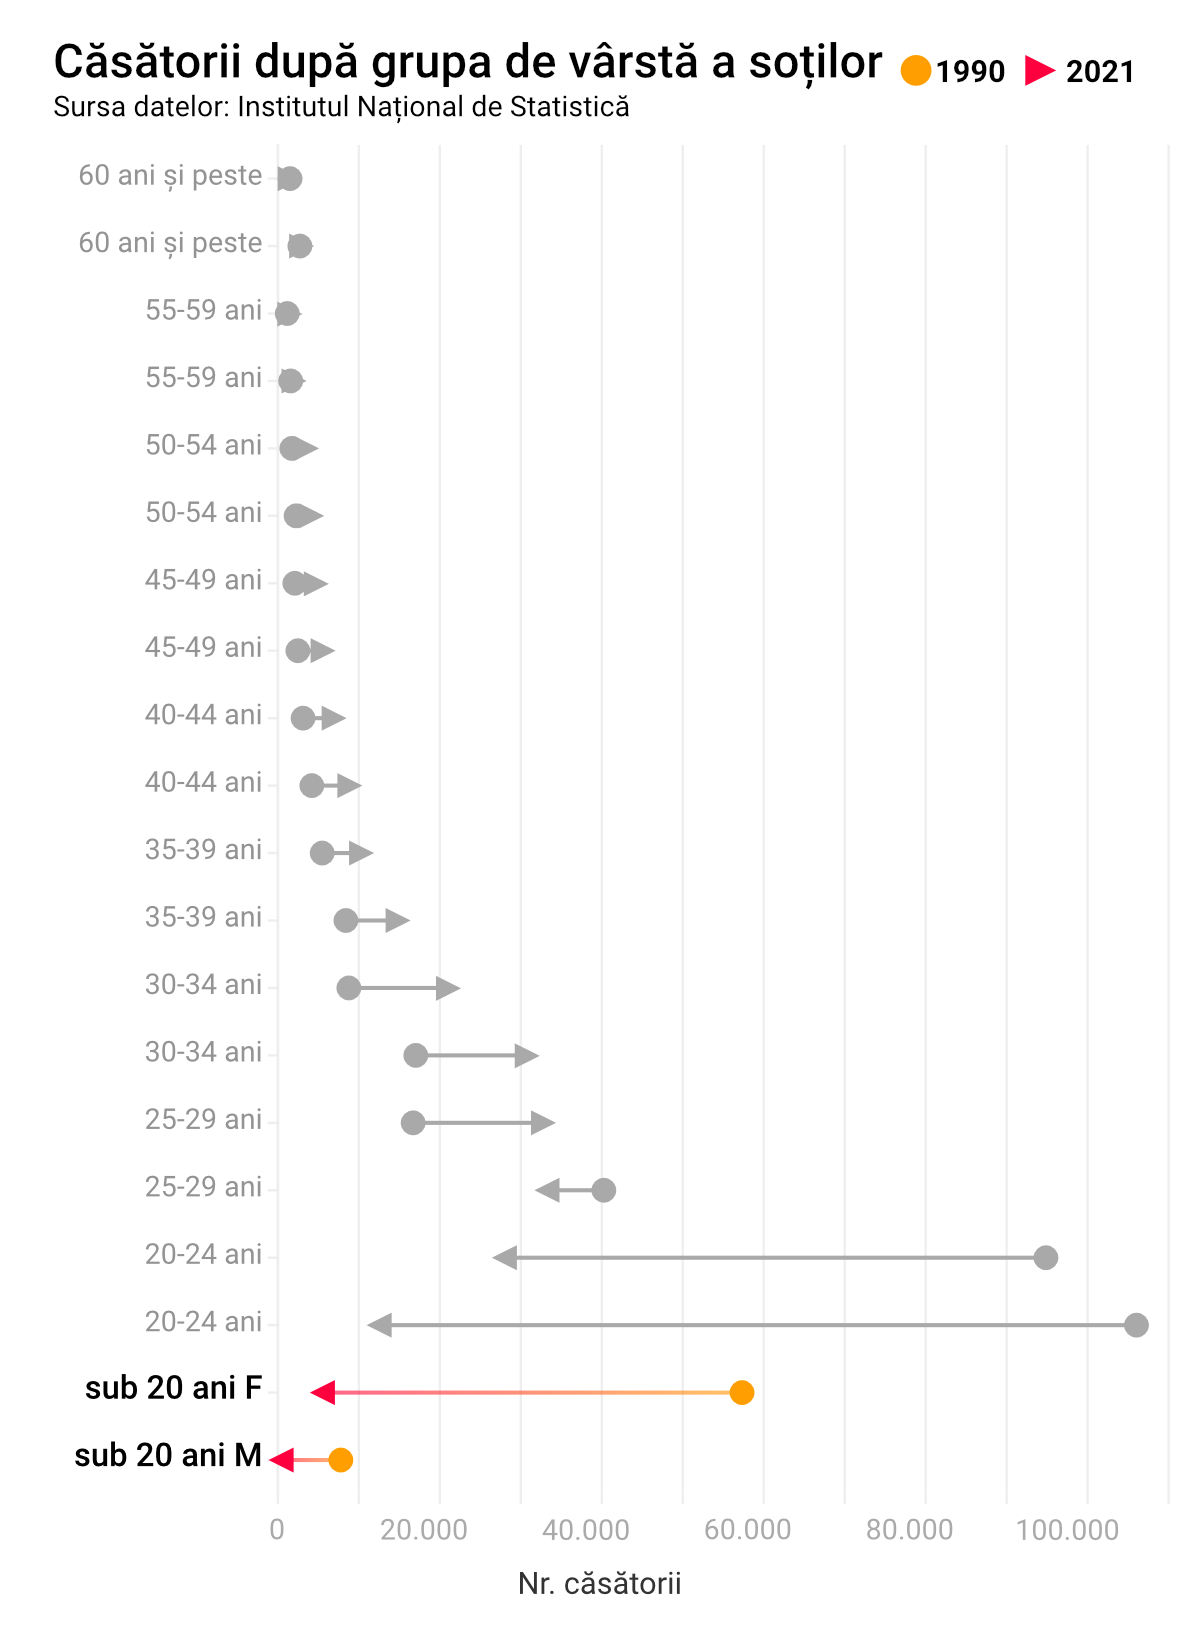 Căsătorii după grupa de vârstă a soților
1990
2021
Sursa datelor: Institutul Național de Statistică
60 ani și peste
60 ani și peste
55-59 ani
55-59 ani
50-54 ani
50-54 ani
45-49 ani
45-49 ani
40-44 ani
40-44 ani
35-39 ani
35-39 ani
30-34 ani
30-34 ani
25-29 ani
25-29 ani
20-24 ani
20-24 ani
sub 20 ani F
sub 20 ani M
0
20.000
40.000
60.000
80.000
100.000
Nr. căsătorii